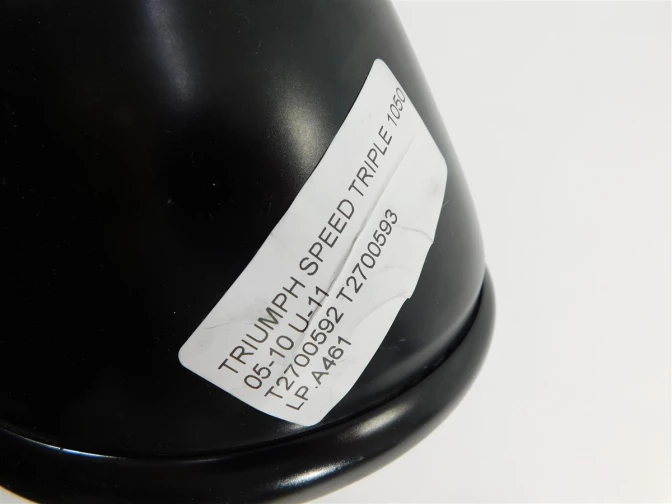 TRIUMPH SPEED TRIPLE 1050
05-10 U-11
T2700592 T2700593
LP.A461